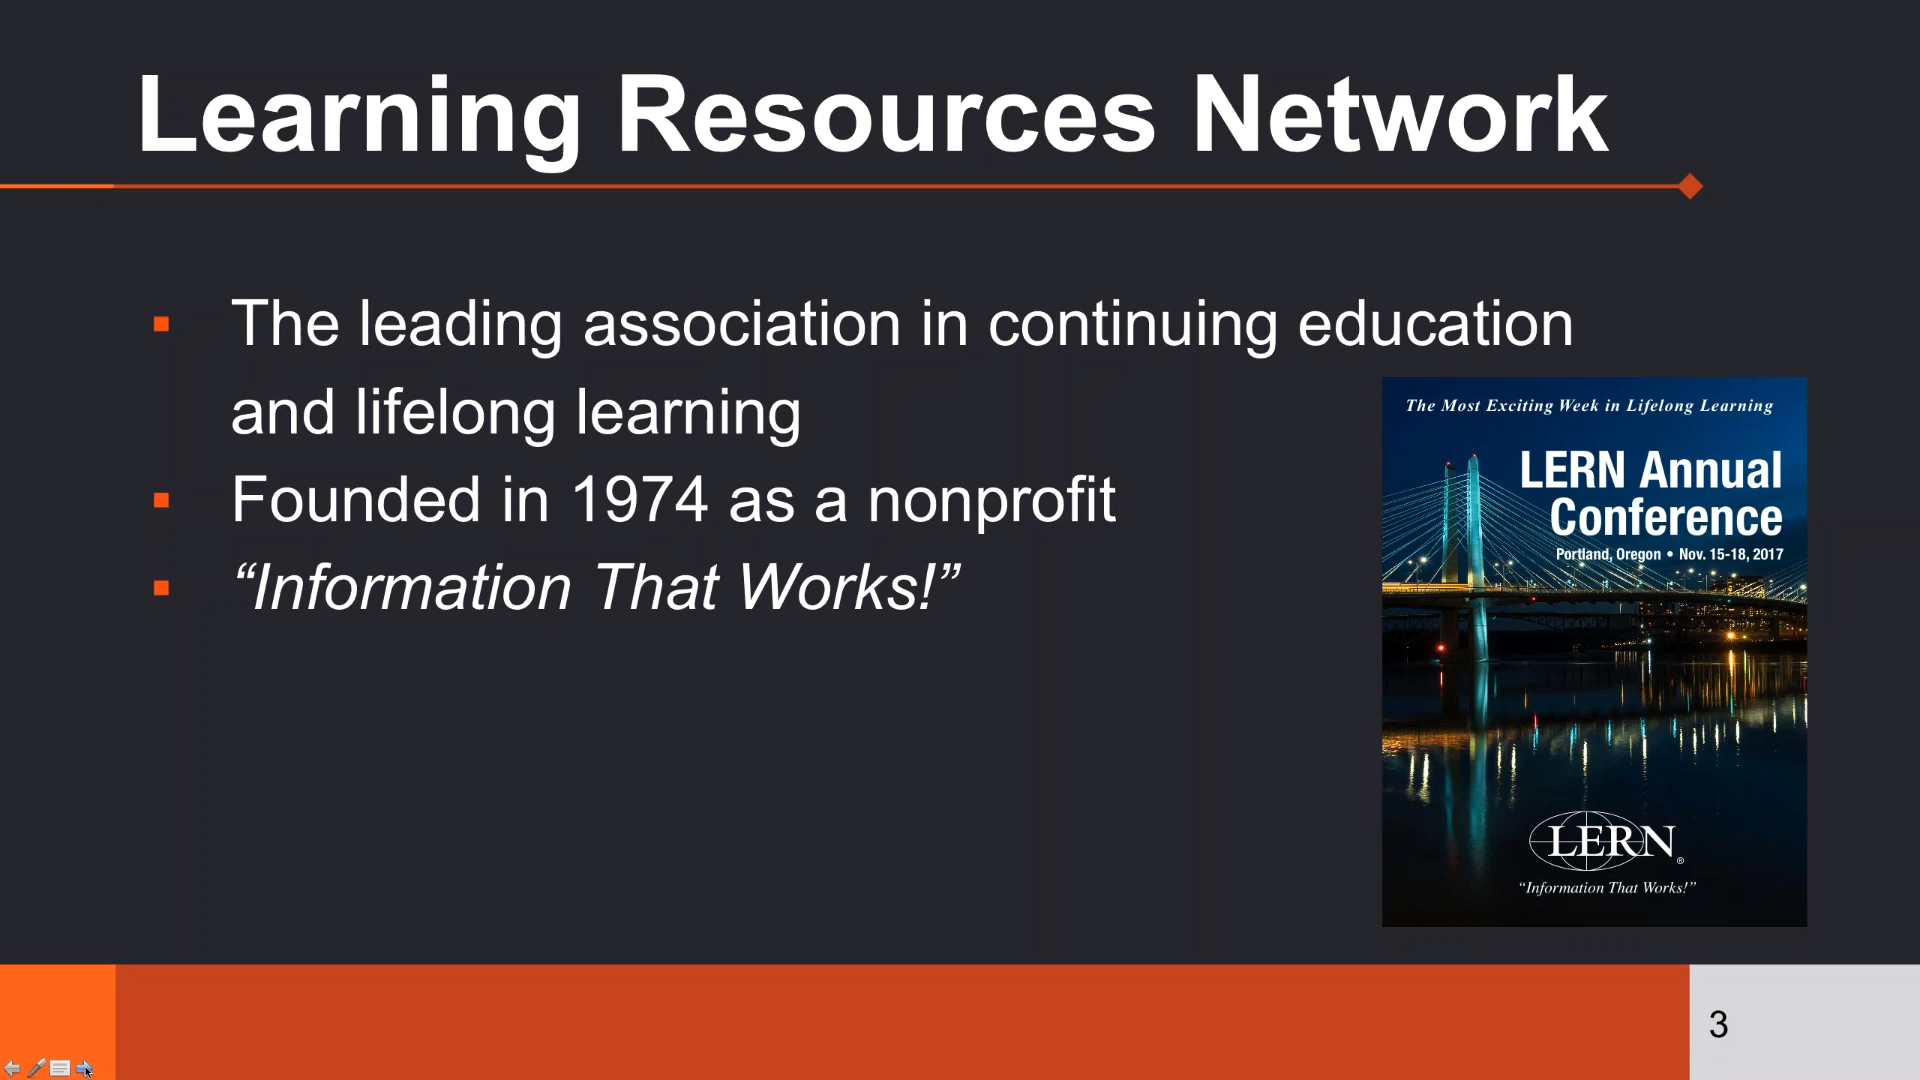 Learning Resources Network
The leading association in continuing education
and lifelong learning
Founded in 1974 as a nonprofit
“Information That Works!”
The Most Exciting Week in Lifelong Learning
LERN Annual
Conference
Portland, Oregon • Nov. 15-18, 2017
LERN®
“Information That Works!”
3